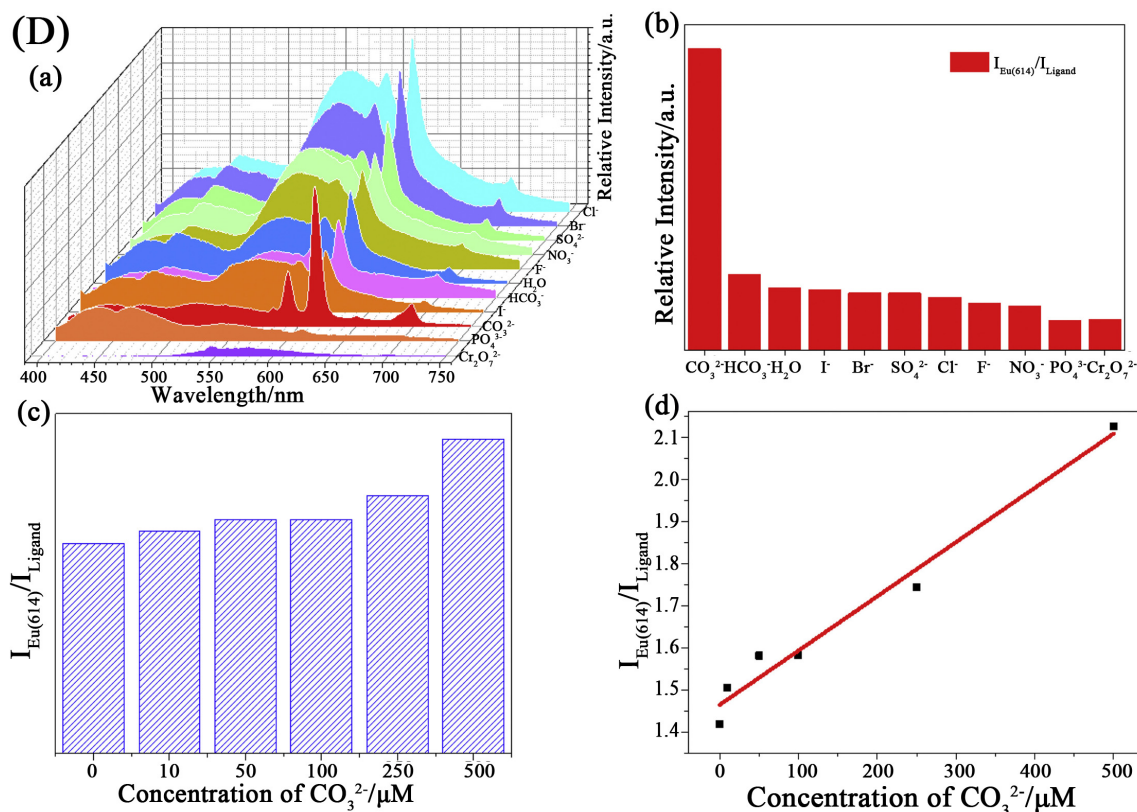 (D)
(a)
Relative Intensity/a.u.
Cl⁻
Br⁻
SO₄²⁻
NO₃⁻
F⁻
H₂O
HCO₃⁻
I⁻
CO₃²⁻
PO₄³⁻
Cr₂O₇²⁻
400 450 500 550 600 650 700 750
Wavelength/nm
(b)
I_Eu(614)/I_Ligand
Relative Intensity/a.u.
CO₃²⁻ HCO₃⁻ H₂O I⁻ Br⁻ SO₄²⁻ Cl⁻ F⁻ NO₃⁻ PO₄³⁻ Cr₂O₇²⁻
(c)
I_Eu(614)/I_Ligand
0 10 50 100 250 500
Concentration of CO₃²⁻/μM
(d)
I_Eu(614)/I_Ligand
2.1
2.0
1.9
1.8
1.7
1.6
1.5
1.4
0 100 200 300 400 500
Concentration of CO₃²⁻/μM